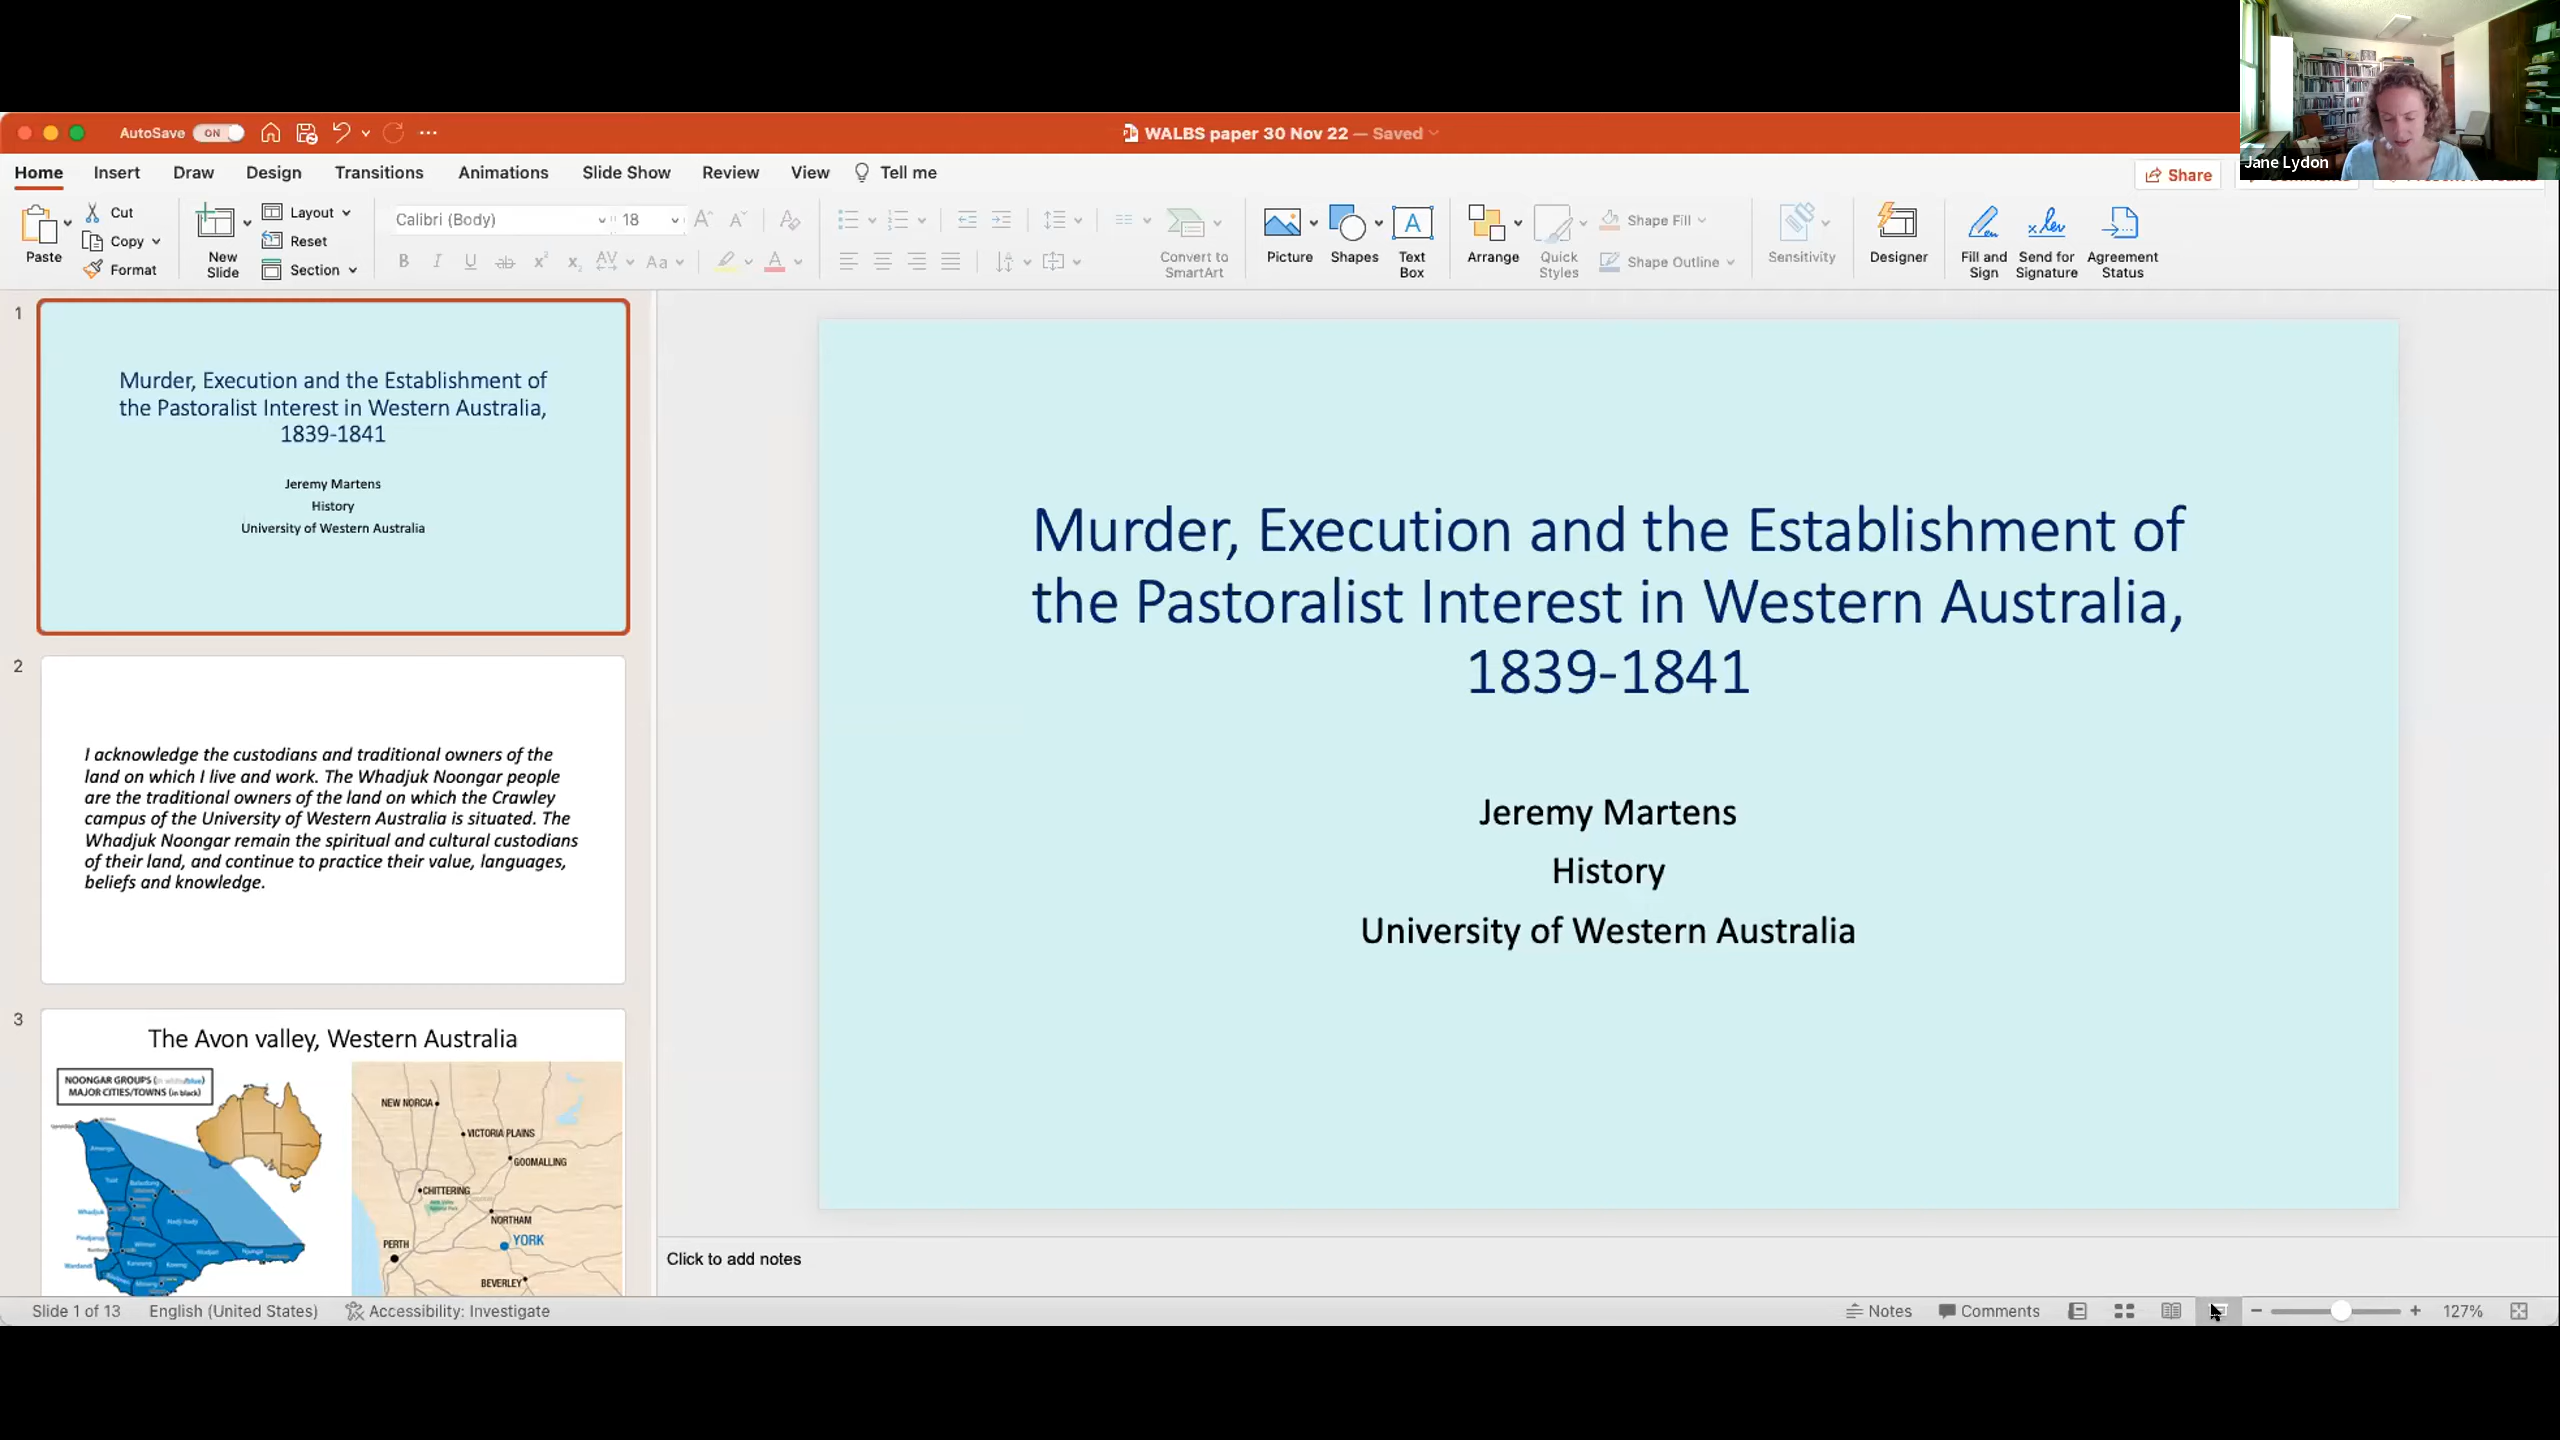 Jane Lydon
AutoSave ON
WALBS paper 30 Nov 22 — Saved
Home Insert Draw Design Transitions Animations Slide Show Review View Tell me
Share
Paste
Cut
Copy
Format
New Slide
Layout
Reset
Section
Calibri (Body) 18
Convert to SmartArt
Picture
Shapes
Text Box
Arrange
Quick Styles
Shape Fill
Shape Outline
Sensitivity
Designer
Fill and Sign
Send for Signature
Agreement Status
1
Murder, Execution and the Establishment of
the Pastoralist Interest in Western Australia,
1839-1841
Jeremy Martens
History
University of Western Australia
2
I acknowledge the custodians and traditional owners of the
land on which I live and work. The Whadjuk Noongar people
are the traditional owners of the land on which the Crawley
campus of the University of Western Australia is situated. The
Whadjuk Noongar remain the spiritual and cultural custodians
of their land, and continue to practice their value, languages,
beliefs and knowledge.
3
The Avon valley, Western Australia
NOONGAR GROUPS (in white/blue)
MAJOR CITIES/TOWNS (in black)
Whadjuk
NEW NORCIA
VICTORIA PLAINS
GOOMALLING
CHITTERING
NORTHAM
PERTH
YORK
BEVERLEY
Murder, Execution and the Establishment of
the Pastoralist Interest in Western Australia,
1839-1841
Jeremy Martens
History
University of Western Australia
Click to add notes
Slide 1 of 13 English (United States) Accessibility: Investigate
Notes Comments 127%